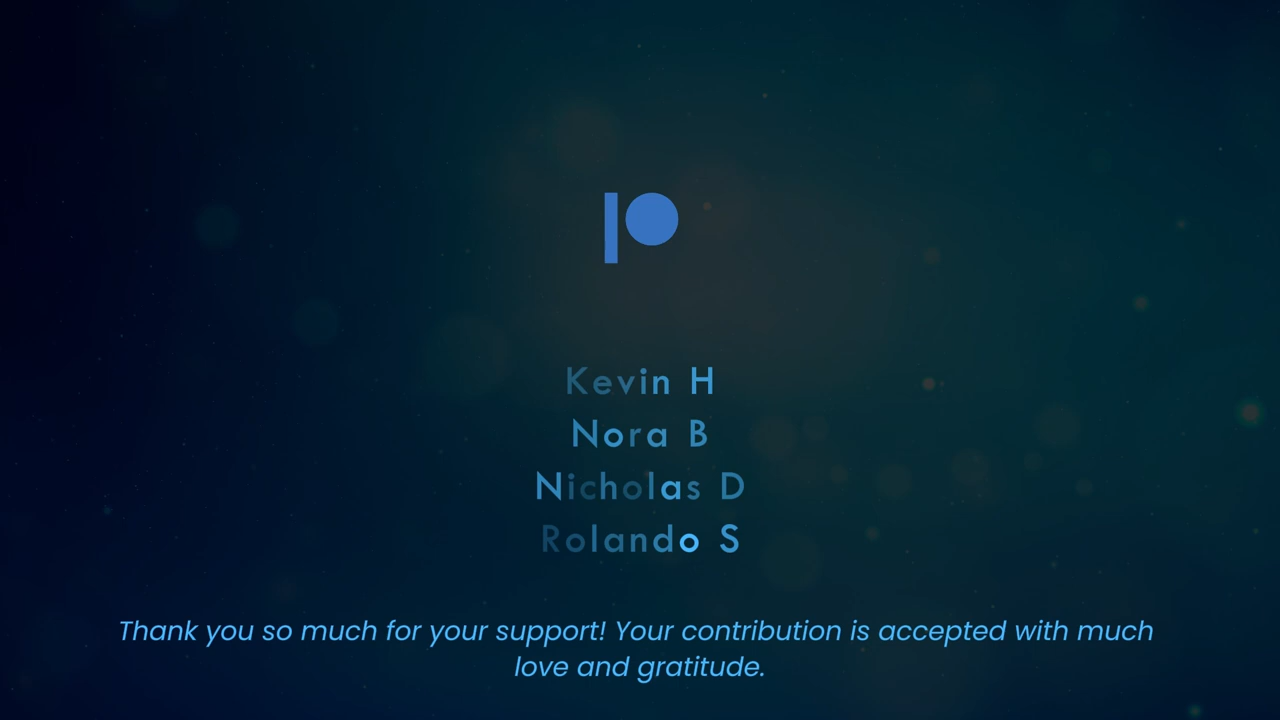 Kevin H
Nora B
Nicholas D
Rolando S
Thank you so much for your support! Your contribution is accepted with much
love and gratitude.